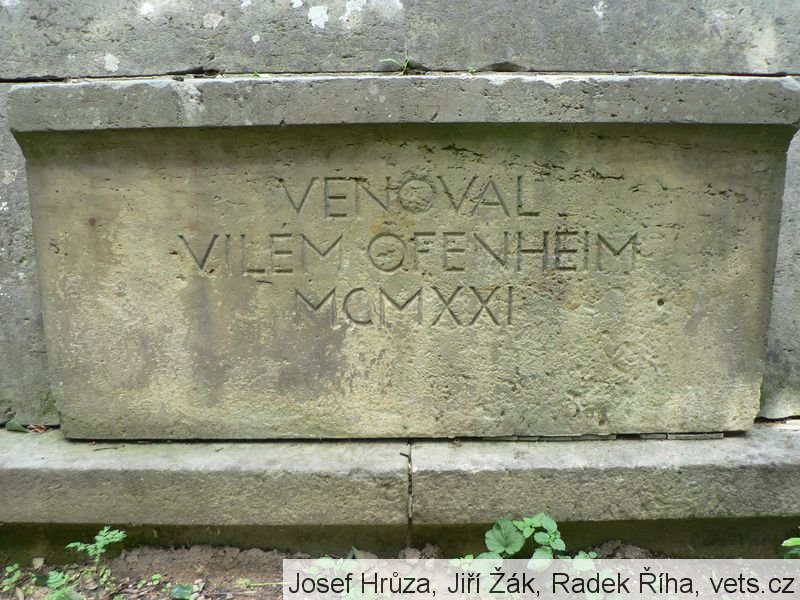 VENOVAL
VILÉM OFENHEIM
MCMXXI
Josef Hrůza, Jiří Žák, Radek Říha, vets.cz